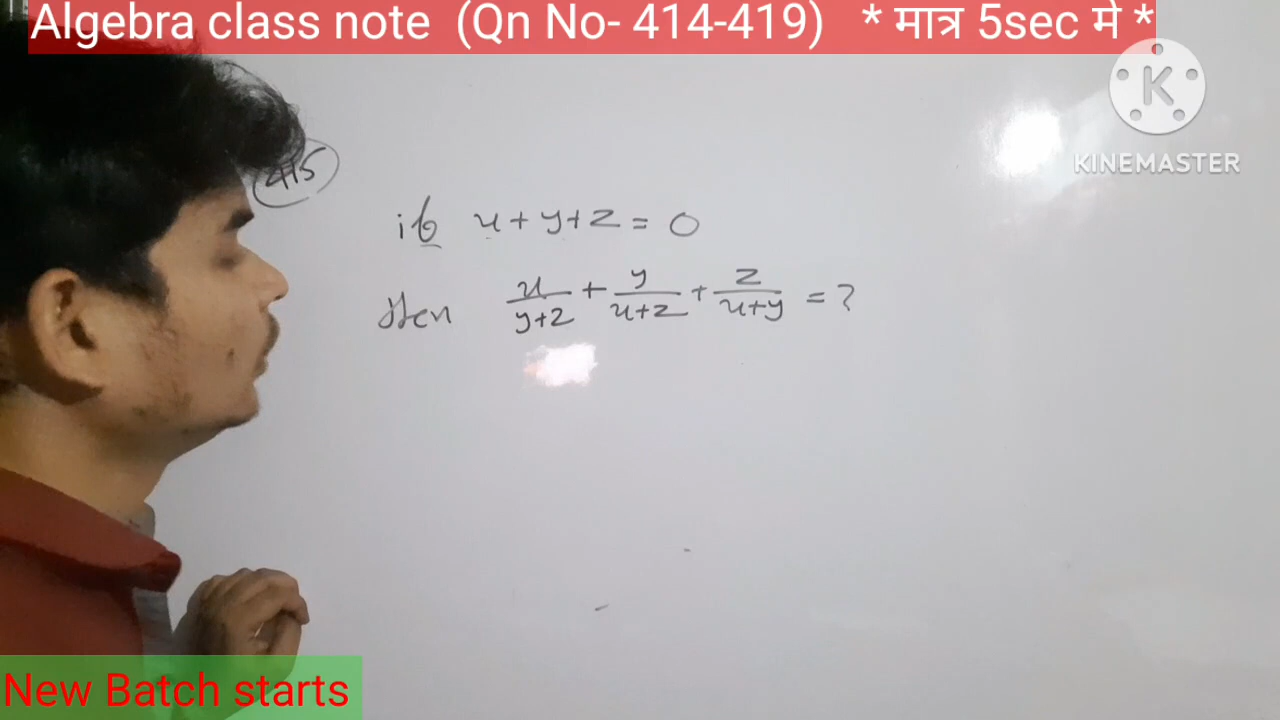 Algebra class note (Qn No- 414-419) * मात्र 5sec मे *
K
KINEMASTER
415
if x+y+z=0
then x/y+z + y/x+z + z/x+y = ?
New Batch starts